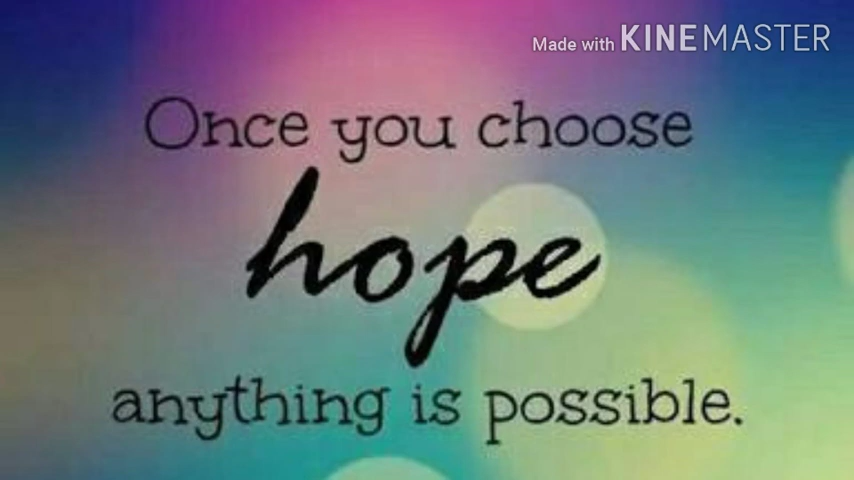 Made with KINEMASTER
Once you choose
hope
anything is possible.